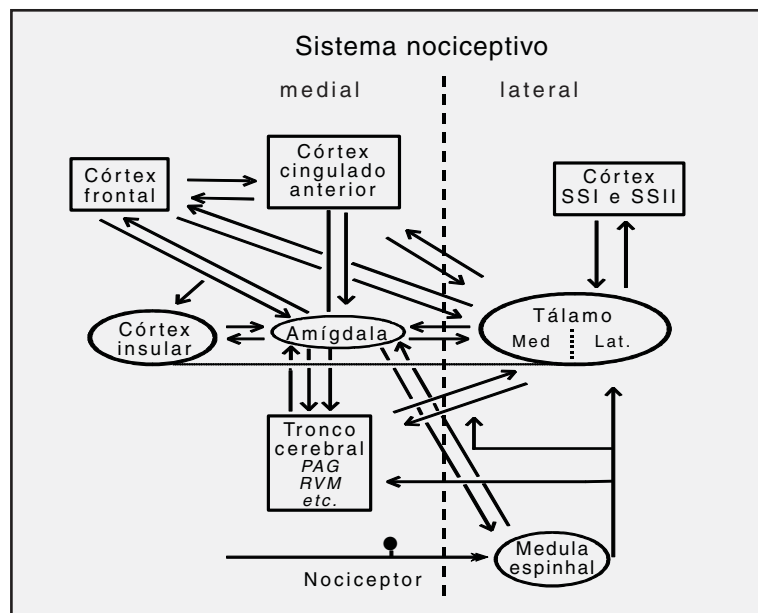 Sistema nociceptivo
medial
lateral
Córtex
frontal
Córtex
cingulado
anterior
Córtex
SSI e SSII
Córtex
insular
Amígdala
Tálamo
Med
Lat.
Tronco
cerebral
PAG
RVM
etc.
Nociceptor
Medula
espinhal